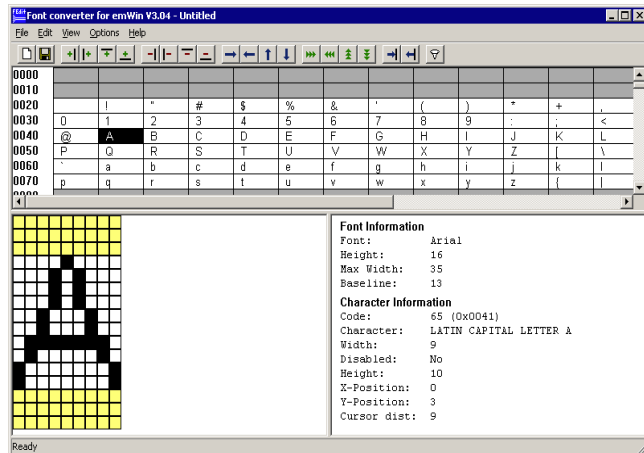 Font converter for emWin V3.04 - Untitled
File Edit View Options Help
0000
0010
0020 ! " # $ % & ' ( ) * + ,
0030 0 1 2 3 4 5 6 7 8 9 : ; <
0040 @ A B C D E F G H I J K L
0050 P Q R S T U V W X Y Z [ \
0060 ` a b c d e f g h i j k l
0070 p q r s t u v w x y z { |
Font Information
Font: Arial
Height: 16
Max Width: 35
Baseline: 13
Character Information
Code: 65 (0x0041)
Character: LATIN CAPITAL LETTER A
Width: 9
Disabled: No
Height: 10
X-Position: 0
Y-Position: 3
Cursor dist: 9
Ready